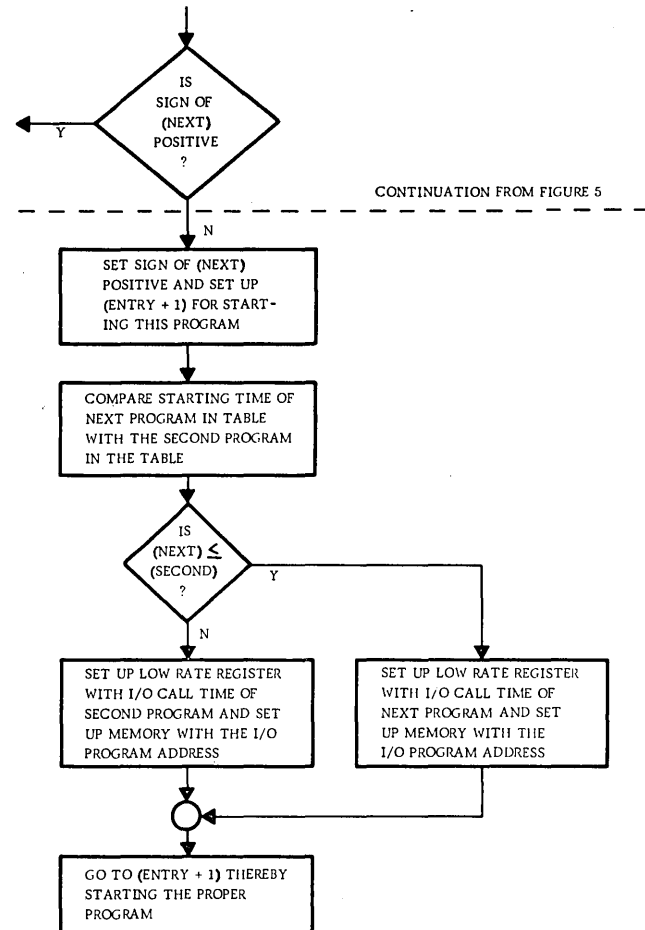 IS
SIGN OF
(NEXT)
POSITIVE
?
Y
CONTINUATION FROM FIGURE 5
N
SET SIGN OF (NEXT)
POSITIVE AND SET UP
(ENTRY + 1) FOR START-
ING THIS PROGRAM
COMPARE STARTING TIME OF
NEXT PROGRAM IN TABLE
WITH THE SECOND PROGRAM
IN THE TABLE
IS
(NEXT) ≤
(SECOND)
?
Y
N
SET UP LOW RATE REGISTER
WITH I/O CALL TIME OF
SECOND PROGRAM AND SET
UP MEMORY WITH THE I/O
PROGRAM ADDRESS
SET UP LOW RATE REGISTER
WITH I/O CALL TIME OF
NEXT PROGRAM AND SET
UP MEMORY WITH THE
I/O PROGRAM ADDRESS
GO TO (ENTRY + 1) THEREBY
STARTING THE PROPER
PROGRAM